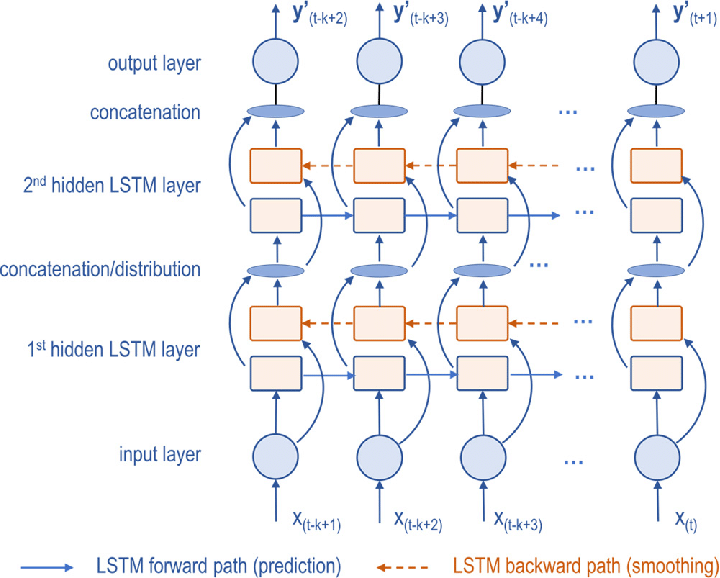 y'(t-k+2) y'(t-k+3) y'(t-k+4) y'(t+1)
output layer
concatenation
...
...
2nd hidden LSTM layer
...
concatenation/distribution
...
...
1st hidden LSTM layer
...
input layer
...
x(t-k+1) x(t-k+2) x(t-k+3) x(t)
LSTM forward path (prediction) LSTM backward path (smoothing)